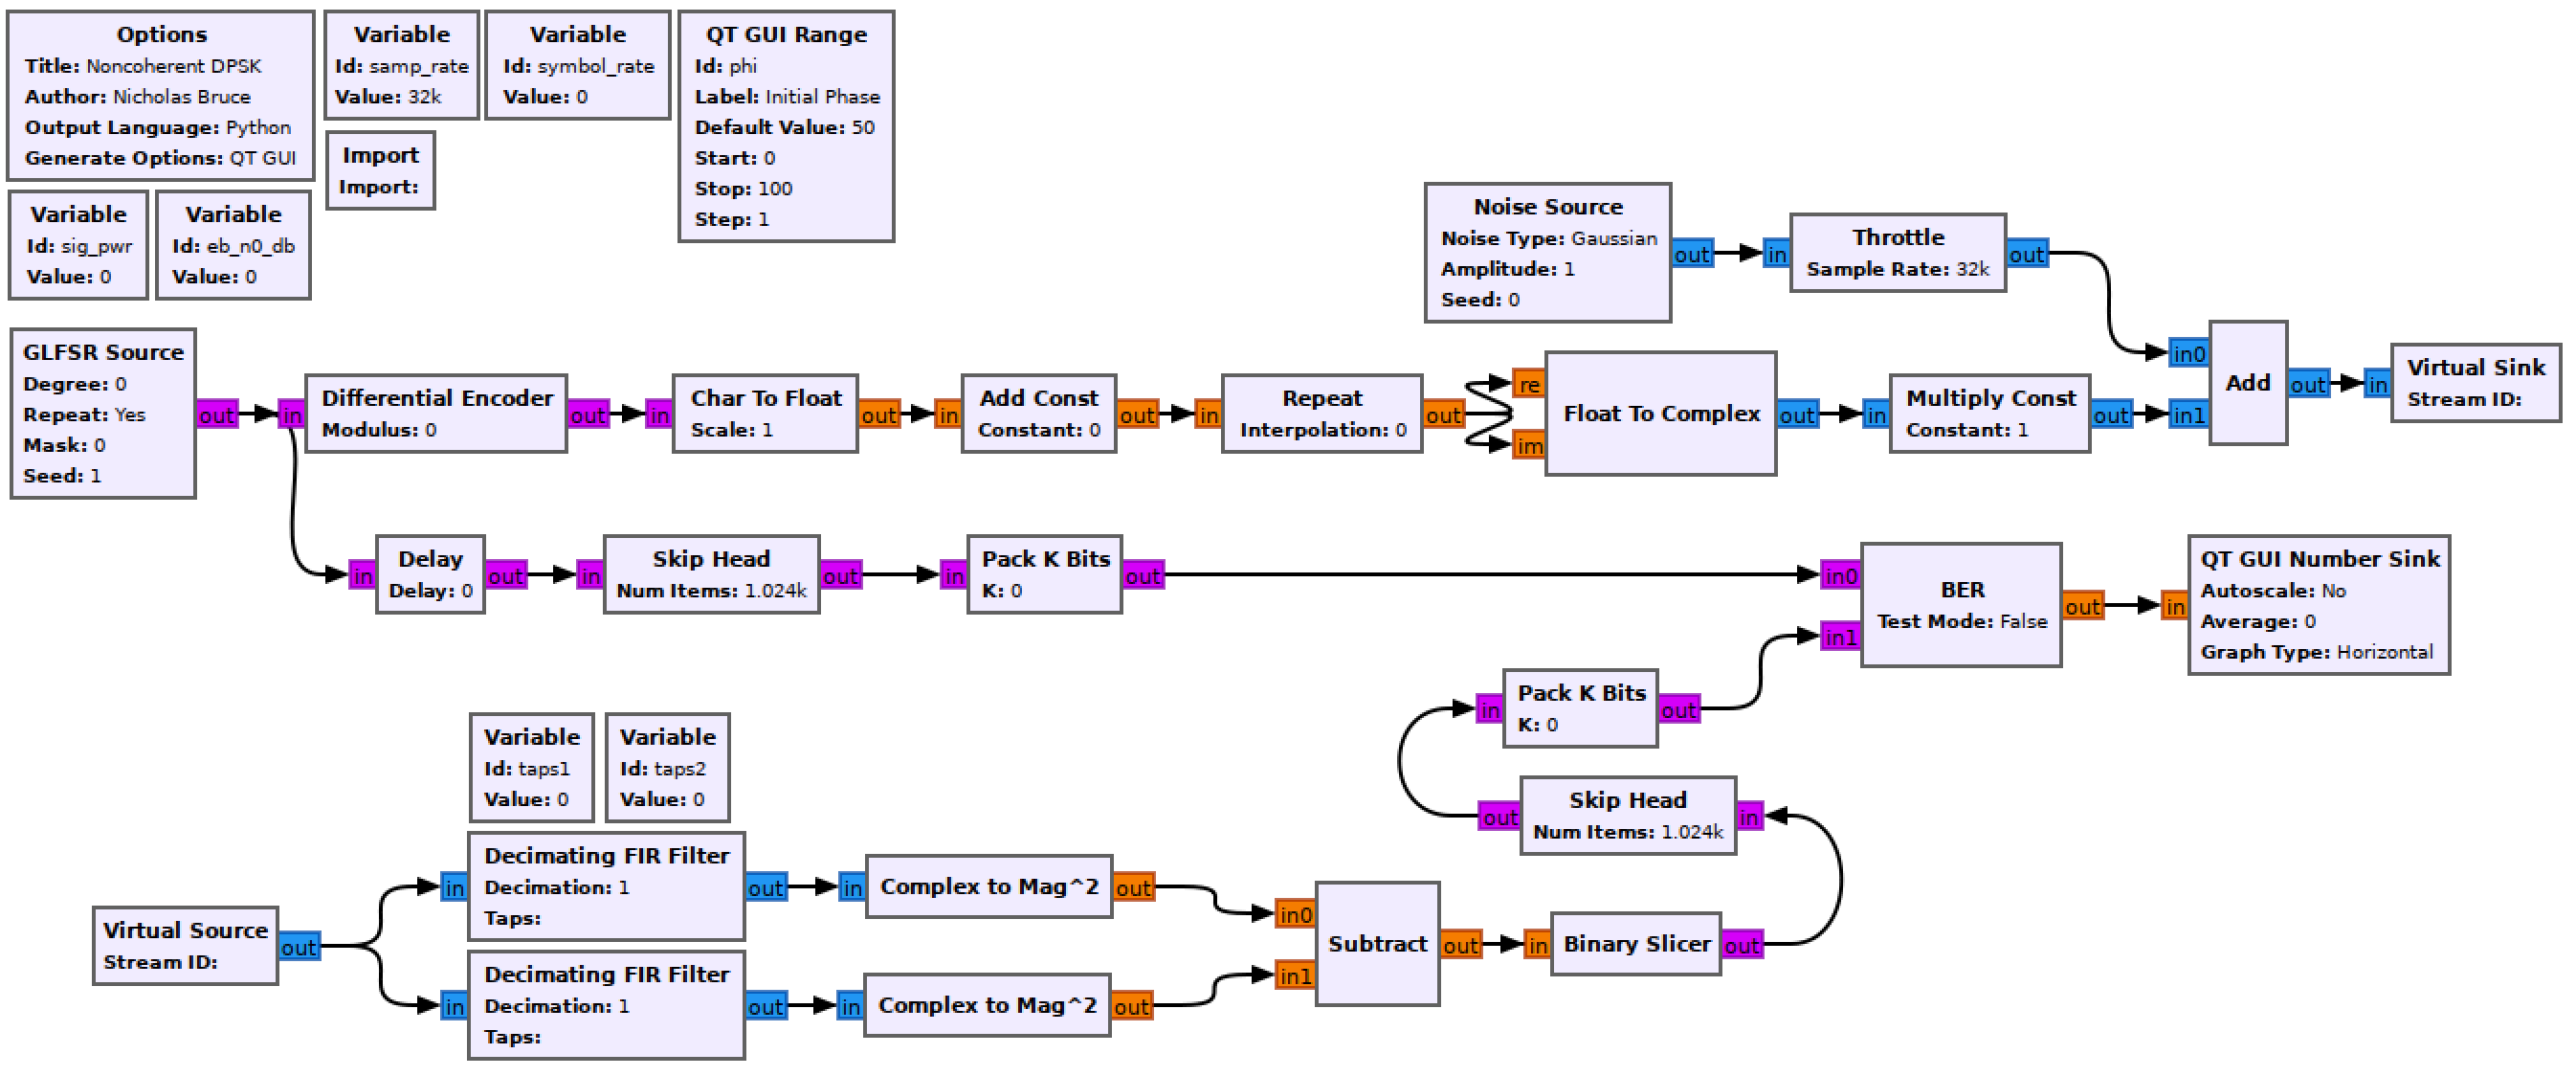 Options
Title: Noncoherent DPSK
Author: Nicholas Bruce
Output Language: Python
Generate Options: QT GUI
Variable
Id: samp_rate
Value: 32k
Variable
Id: symbol_rate
Value: 0
QT GUI Range
Id: phi
Label: Initial Phase
Default Value: 50
Start: 0
Stop: 100
Step: 1
Import
Import:
Variable
Id: sig_pwr
Value: 0
Variable
Id: eb_n0_db
Value: 0
Noise Source
Noise Type: Gaussian
Amplitude: 1
Seed: 0
out
in
Throttle
Sample Rate: 32k
out
GLFSR Source
Degree: 0
Repeat: Yes
Mask: 0
Seed: 1
out
in
Differential Encoder
Modulus: 0
out
in
Char To Float
Scale: 1
out
in
Add Const
Constant: 0
out
in
Repeat
Interpolation: 0
out
re
im
Float To Complex
out
in
Multiply Const
Constant: 1
out
in0
in1
Add
out
in
Virtual Sink
Stream ID:
in
Delay
Delay: 0
out
in
Skip Head
Num Items: 1.024k
out
in
Pack K Bits
K: 0
out
in0
in1
BER
Test Mode: False
out
in
QT GUI Number Sink
Autoscale: No
Average: 0
Graph Type: Horizontal
in
Pack K Bits
K: 0
out
out
Skip Head
Num Items: 1.024k
in
Variable
Id: taps1
Value: 0
Variable
Id: taps2
Value: 0
Virtual Source
Stream ID:
out
in
Decimating FIR Filter
Decimation: 1
Taps:
out
in
Complex to Mag^2
out
in
Decimating FIR Filter
Decimation: 1
Taps:
out
in
Complex to Mag^2
out
in0
in1
Subtract
out
in
Binary Slicer
out